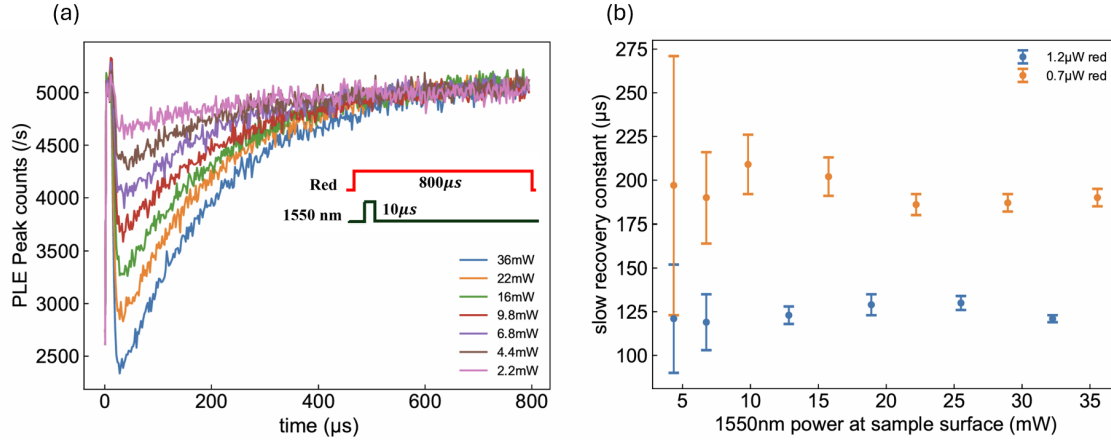 (a)
PLE Peak counts (/s)
5000
4500
4000
3500
3000
2500
0
200
400
600
800
time (μs)
Red
800μs
1550 nm
10μs
36mW
22mW
16mW
9.8mW
6.8mW
4.4mW
2.2mW
(b)
slow recovery constant (μs)
275
250
225
200
175
150
125
100
5
10
15
20
25
30
35
1550nm power at sample surface (mW)
1.2μW red
0.7μW red